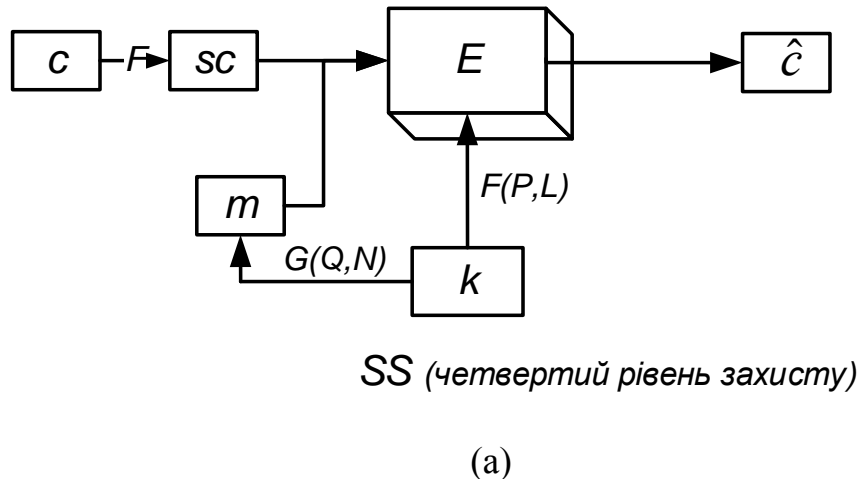 c F sc E ĉ
m F(P,L)
G(Q,N) k
SS (четвертий рівень захисту)
(a)